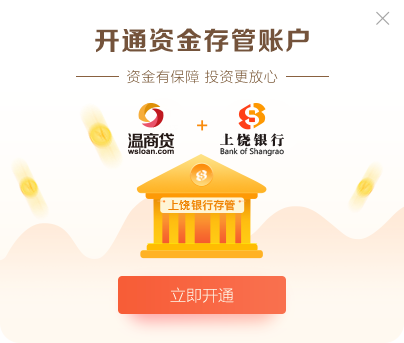 开通资金存管账户
资金有保障 投资更放心
温商贷
wsloan.com
+
上饶银行
Bank of Shangrao
上饶银行存管
立即开通